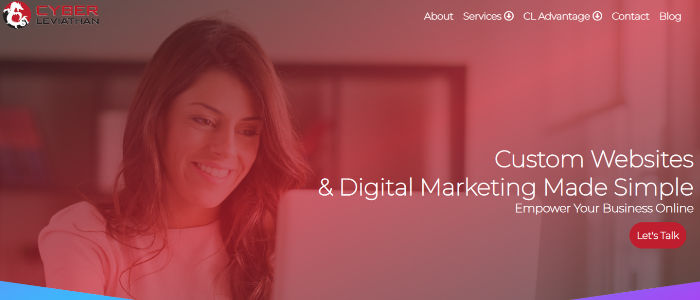 CYBER
LEVIATHAN
About Services CL Advantage Contact Blog
Custom Websites
& Digital Marketing Made Simple
Empower Your Business Online
Let's Talk